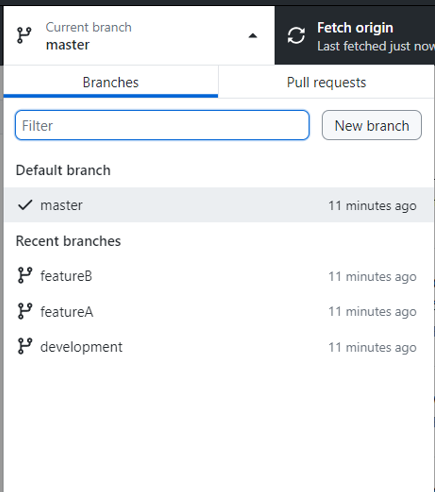 Current branch
master
Fetch origin
Last fetched just now
Branches
Pull requests
Filter
New branch
Default branch
master 11 minutes ago
Recent branches
featureB 11 minutes ago
featureA 11 minutes ago
development 11 minutes ago